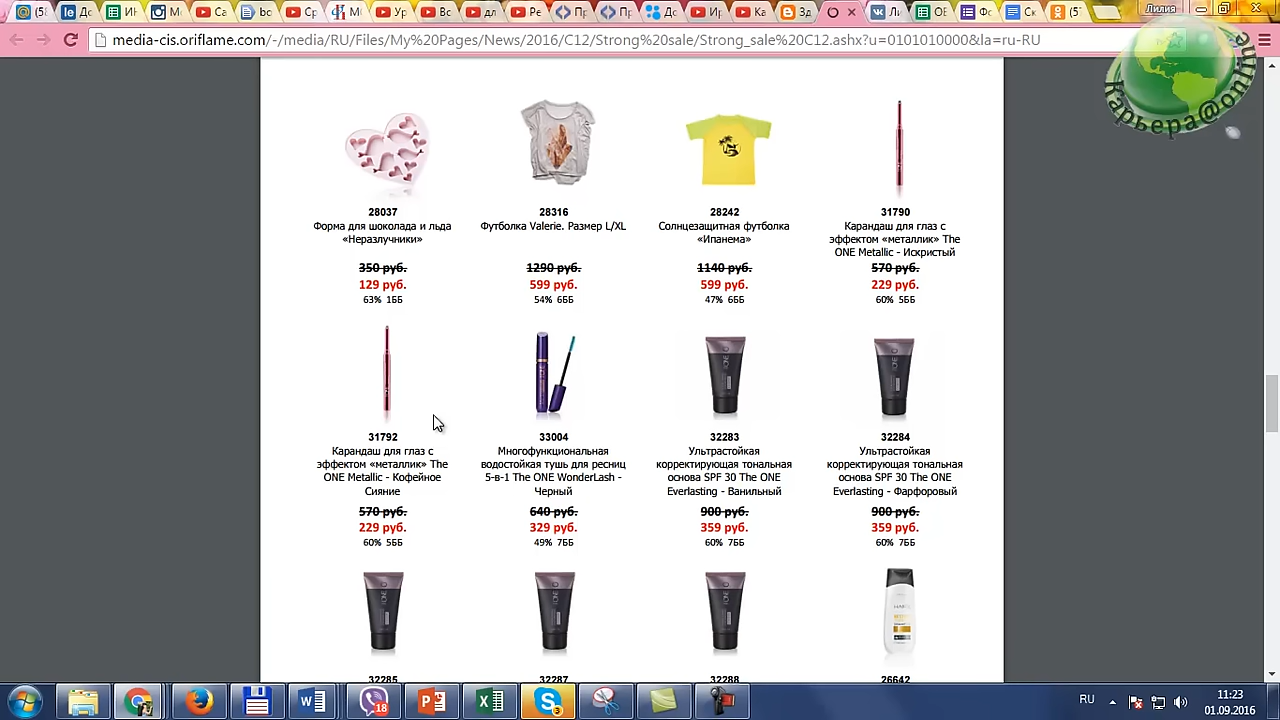 Лилия
media-cis.oriflame.com/-/media/RU/Files/My%20Pages/News/2016/C12/Strong%20sale/Strong_sale%20C12.ashx?u=0101010000&la=ru-RU
Карьера@online
28037
Форма для шоколада и льда
«Неразлучники»
350 руб.
129 руб.
63% 1ББ
28316
Футболка Valerie. Размер L/XL
1290 руб.
599 руб.
54% 6ББ
28242
Солнцезащитная футболка
«Ипанема»
1140 руб.
599 руб.
47% 6ББ
31790
Карандаш для глаз с
эффектом «металлик» The
ONE Metallic - Искристый
570 руб.
229 руб.
60% 5ББ
31792
Карандаш для глаз с
эффектом «металлик» The
ONE Metallic - Кофейное
Сияние
570 руб.
229 руб.
60% 5ББ
33004
Многофункциональная
водостойкая тушь для ресниц
5-в-1 The ONE WonderLash -
Черный
640 руб.
329 руб.
49% 7ББ
32283
Ультрастойкая
корректирующая тональная
основа SPF 30 The ONE
Everlasting - Ванильный
900 руб.
359 руб.
60% 7ББ
32284
Ультрастойкая
корректирующая тональная
основа SPF 30 The ONE
Everlasting - Фарфоровый
900 руб.
359 руб.
60% 7ББ
32285
32287
32288
26642
18
3
RU
11:23
01.09.2016